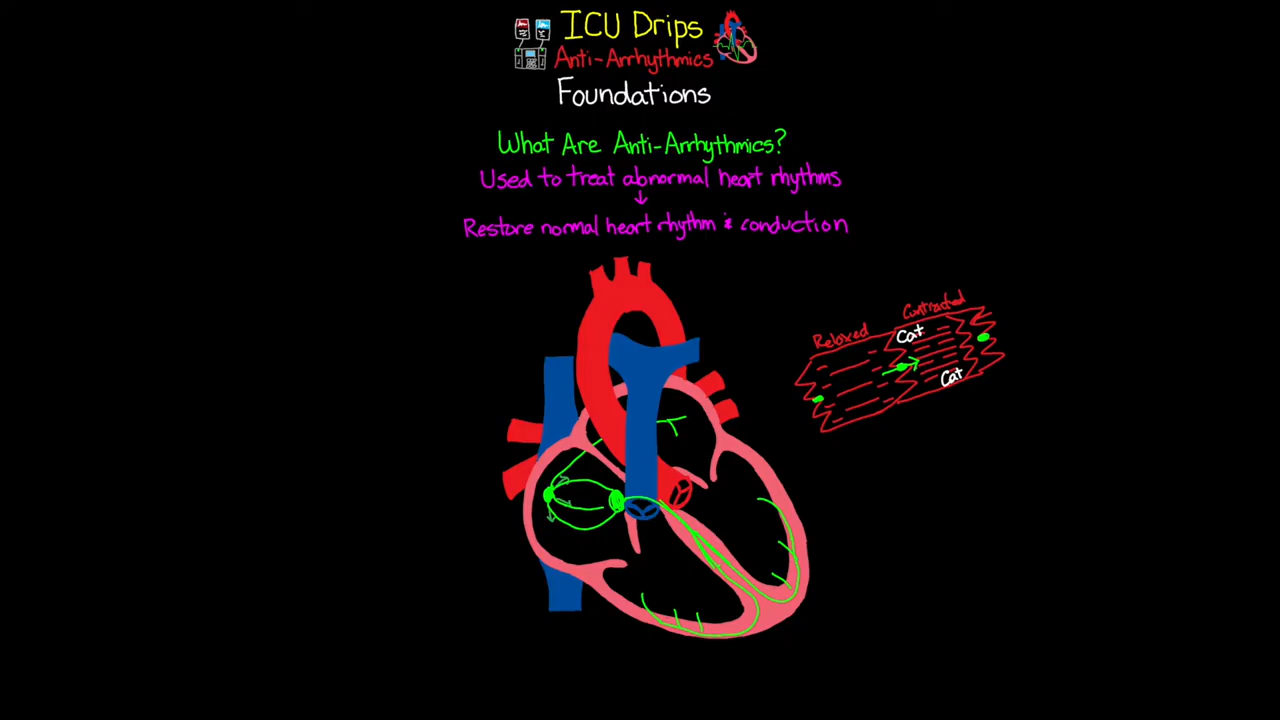 ICU Drips
Anti-Arrhythmics
Foundations
What Are Anti-Arrhythmics?
Used to treat abnormal heart rhythms
↓
Restore normal heart rhythm & conduction
Relaxed
Contracted
Ca+
Ca+